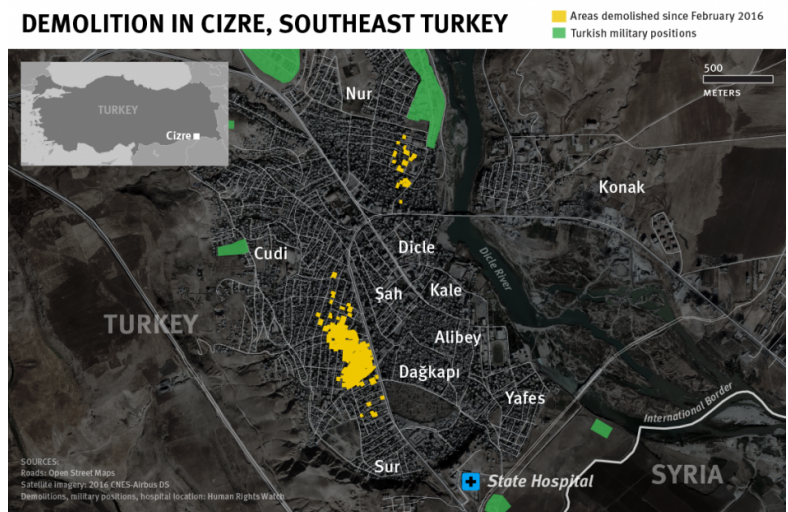 DEMOLITION IN CIZRE, SOUTHEAST TURKEY
Areas demolished since February 2016
Turkish military positions
500
METERS
TURKEY
Cizre
Nur
Konak
Dicle
Cudi
Dicle River
Şah
Kale
TURKEY
Alibey
Dağkapı
Yafes
International Border
Sur
State Hospital
SYRIA
SOURCES:
Roads: Open Street Maps
Satellite imagery: 2016 CNES-Airbus DS
Demolitions, military positions, hospital location: Human Rights Watch